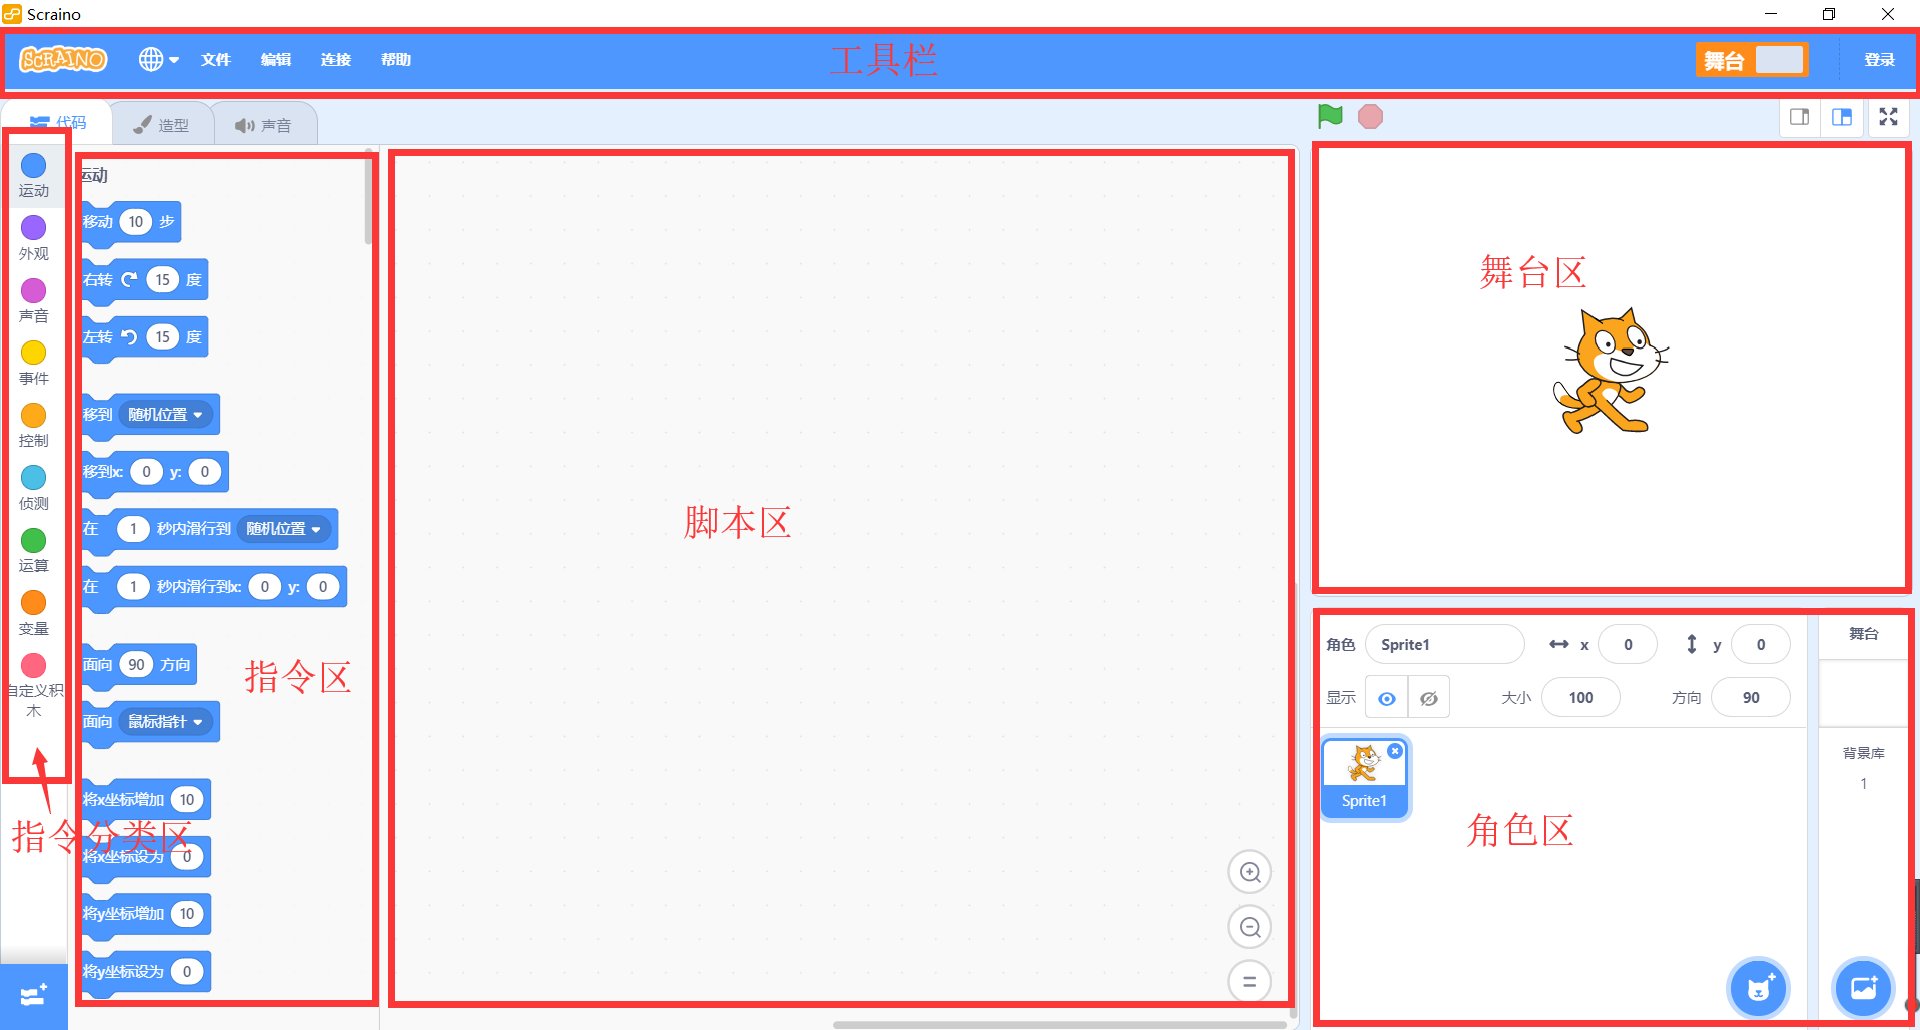 Scraino
SCRAINO 文件 编辑 连接 帮助 工具栏 舞台 登录
代码 造型 声音
运动
外观
声音
事件
控制
侦测
运算
变量
自定义积木
指令分类区
运动
移动 10 步
右转 15 度
左转 15 度
移到 随机位置
移到x: 0 y: 0
在 1 秒内滑行到 随机位置
在 1 秒内滑行到x: 0 y: 0
面向 90 方向
指令区
面向 鼠标指针
将x坐标增加 10
将x坐标设为 0
将y坐标增加 10
将y坐标设为 0
脚本区
舞台区
角色 Sprite1 x 0 y 0
显示 大小 100 方向 90
Sprite1
角色区
舞台
背景库
1